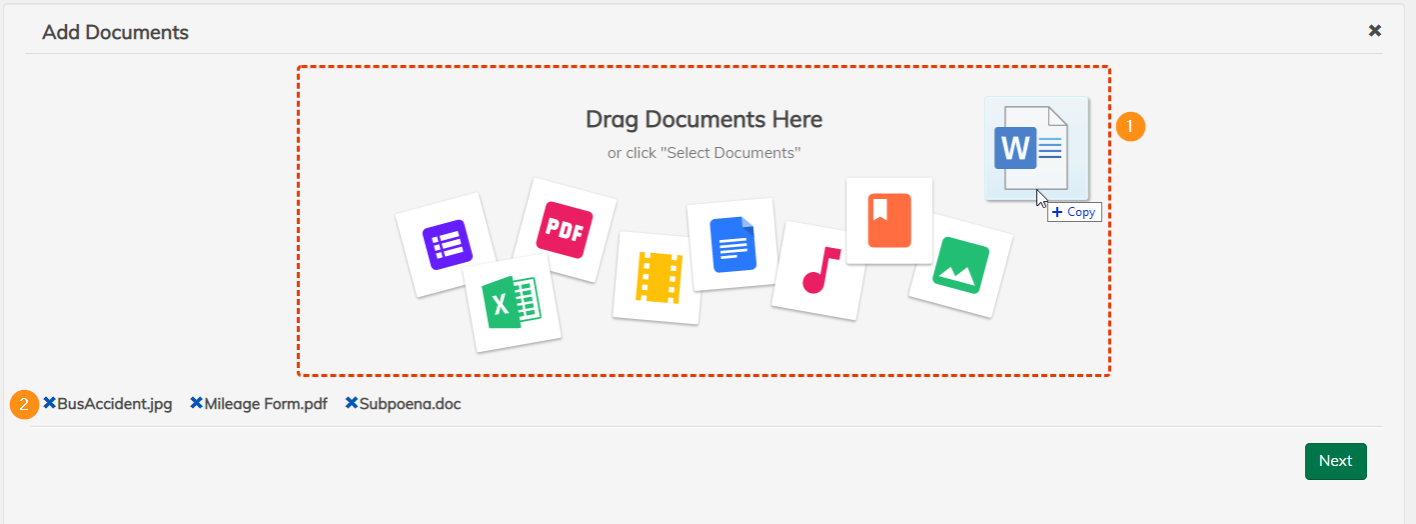 Add Documents
Drag Documents Here
or click "Select Documents"
W
1
+ Copy
PDF
X
2 ✖BusAccident.jpg ✖Mileage Form.pdf ✖Subpoena.doc
Next